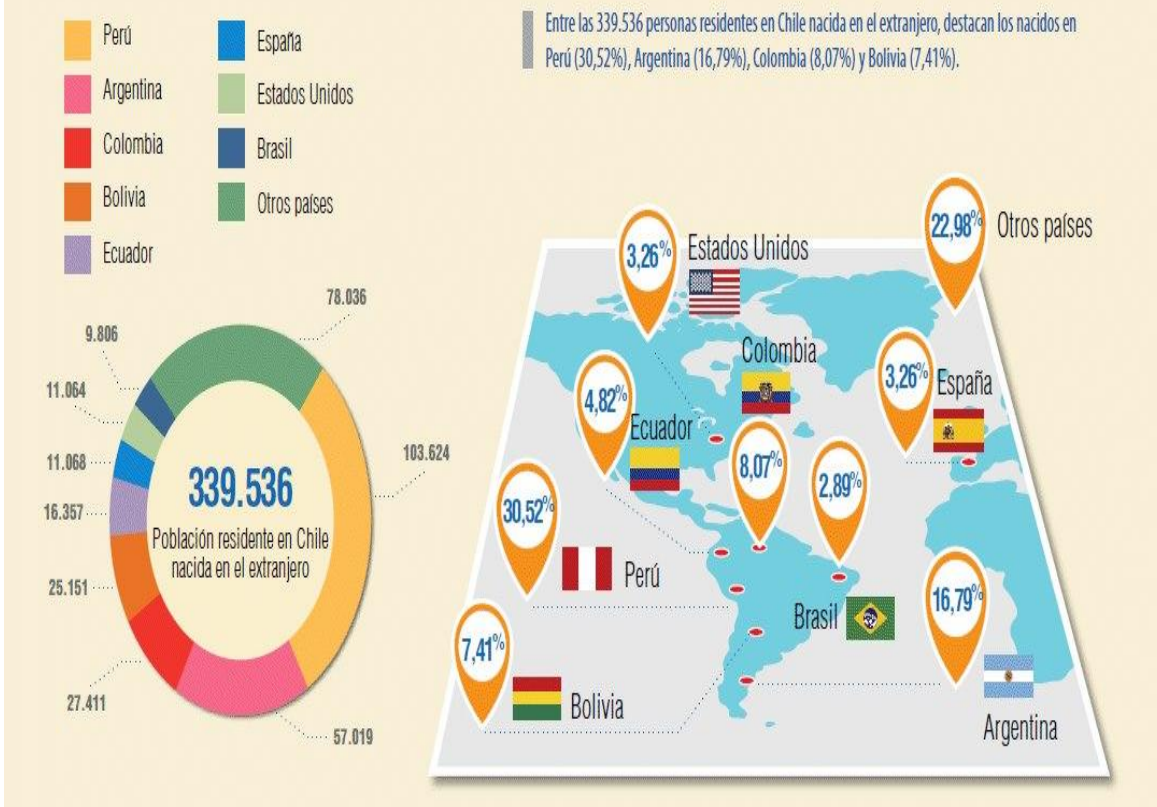 Perú
Argentina
Colombia
Bolivia
Ecuador
España
Estados Unidos
Brasil
Otros países
Entre las 339.536 personas residentes en Chile nacida en el extranjero, destacan los nacidos en
Perú (30,52%), Argentina (16,79%), Colombia (8,07%) y Bolivia (7,41%).
78.036
9.806
11.064
11.068
16.357
25.151
27.411
57.019
103.624
339.536
Población residente en Chile
nacida en el extranjero
3,26%
Estados Unidos
22,98%
Otros países
4,82%
Ecuador
Colombia
8,07%
3,26%
España
2,89%
Brasil
30,52%
Perú
16,79%
Argentina
7,41%
Bolivia